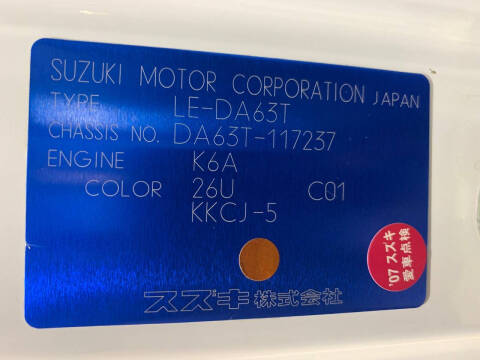 SUZUKI MOTOR CORPORATION JAPAN
TYPE LE-DA63T
CHASSIS NO. DA63T-117237
ENGINE K6A
COLOR 26U C01
KKCJ-5
'07 スズキ
愛車点検
スズキ株式会社